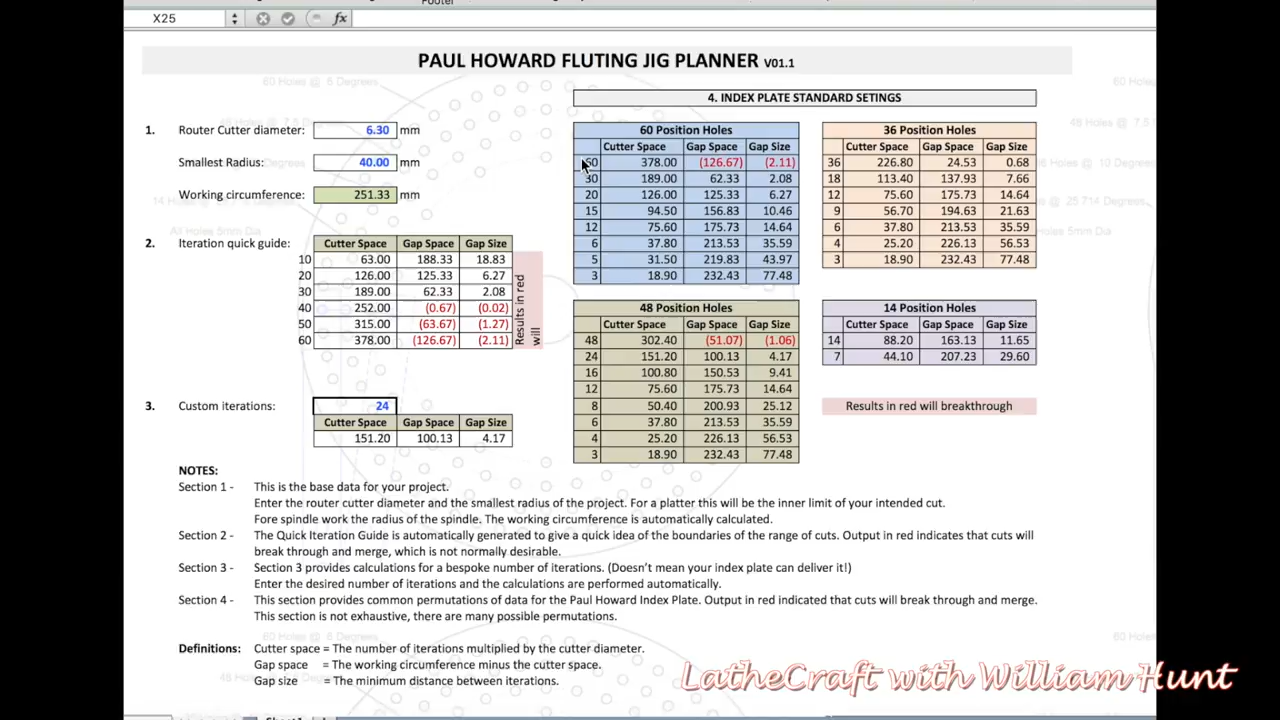 Footer
X25
fx
PAUL HOWARD FLUTING JIG PLANNER V01.1
60 Holes @ 6 Degrees
60 Hol
4. INDEX PLATE STANDARD SETINGS
1. Router Cutter diameter: 6.30 mm
Smallest Radius: 40.00 mm
Working circumference: 251.33 mm
2. Iteration quick guide:
Cutter Space Gap Space Gap Size
10 63.00 188.33 18.83
20 126.00 125.33 6.27
30 189.00 62.33 2.08
40 252.00 (0.67) (0.02)
50 315.00 (63.67) (1.27)
60 378.00 (126.67) (2.11)
Results in red
will
3. Custom iterations: 24
Cutter Space Gap Space Gap Size
151.20 100.13 4.17
60 Position Holes
Cutter Space Gap Space Gap Size
60 378.00 (126.67) (2.11)
30 189.00 62.33 2.08
20 126.00 125.33 6.27
15 94.50 156.83 10.46
12 75.60 175.73 14.64
6 37.80 213.53 35.59
5 31.50 219.83 43.97
3 18.90 232.43 77.48
36 Position Holes
Cutter Space Gap Space Gap Size
36 226.80 24.53 0.68
18 113.40 137.93 7.66
12 75.60 175.73 14.64
9 56.70 194.63 21.63
6 37.80 213.53 35.59
4 25.20 226.13 56.53
3 18.90 232.43 77.48
48 Position Holes
Cutter Space Gap Space Gap Size
48 302.40 (51.07) (1.06)
24 151.20 100.13 4.17
16 100.80 150.53 9.41
12 75.60 175.73 14.64
8 50.40 200.93 25.12
6 37.80 213.53 35.59
4 25.20 226.13 56.53
3 18.90 232.43 77.48
14 Position Holes
Cutter Space Gap Space Gap Size
14 88.20 163.13 11.65
7 44.10 207.23 29.60
Results in red will breakthrough
NOTES:
Section 1 - This is the base data for your project.
Enter the router cutter diameter and the smallest radius of the project. For a platter this will be the inner limit of your intended cut.
Fore spindle work the radius of the spindle. The working circumference is automatically calculated.
Section 2 - The Quick Iteration Guide is automatically generated to give a quick idea of the boundaries of the range of cuts. Output in red indicates that cuts will
break through and merge, which is not normally desirable.
Section 3 - Section 3 provides calculations for a bespoke number of iterations. (Doesn't mean your index plate can deliver it!)
Enter the desired number of iterations and the calculations are performed automatically.
Section 4 - This section provides common permutations of data for the Paul Howard Index Plate. Output in red indicated that cuts will break through and merge.
This section is not exhaustive, there are many possible permutations.
60 Holes @ 6 Degrees
Definitions: Cutter space = The number of iterations multiplied by the cutter diameter.
Gap space = The working circumference minus the cutter space.
Gap size = The minimum distance between iterations.
LatheCraft with William Hunt
Sheet1